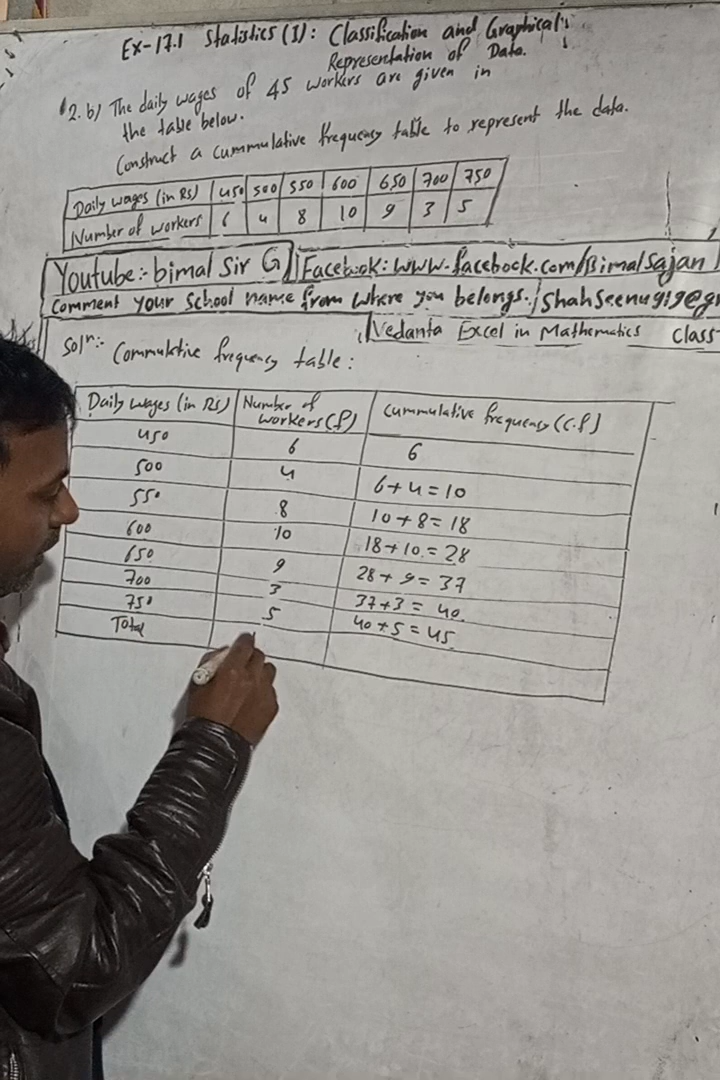 Ex-17.1 Statistics (I): Classification and Graphical
Representation of Data.
2. b) The daily wages of 45 workers are given in
the table below.
Construct a cummulative frequency table to represent the data.
Daily wages (in Rs) 450 500 550 600 650 700 750
Number of workers 6 4 8 10 9 3 5
Youtube:- bimal Sir G Facebook: www.facebook.com/Bimalsajan
Comment your School name from where you belongs. shahseenu919@g
Vedanta Excel in Mathematics Class
Solⁿ:- Commulative frequency table:
Daily wages (in Rs) Number of workers (f) Cummulative frequency (c.f)
450 6 6
500 4 6+4=10
550 8 10+8=18
600 10 18+10=28
650 9 28+9=37
700 3 37+3=40
750 5 40+5=45
Total